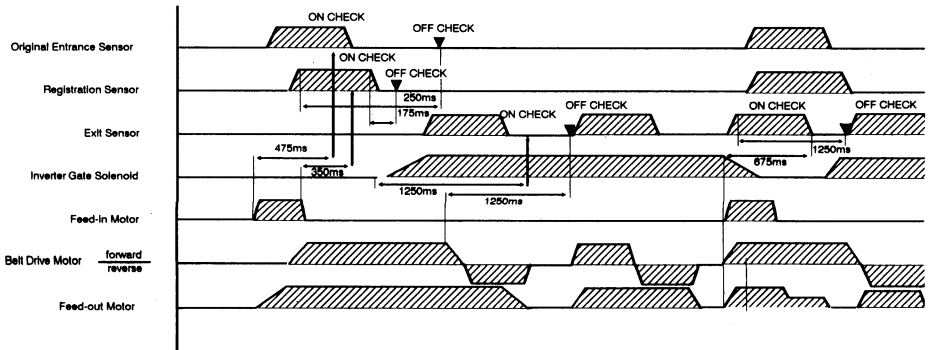 ON CHECK
OFF CHECK
Original Entrance Sensor
ON CHECK
OFF CHECK
Registration Sensor
250ms
175ms
ON CHECK
OFF CHECK
ON CHECK
OFF CHECK
Exit Sensor
475ms
1250ms
675ms
350ms
Inverter Gate Solenoid
1250ms
1250ms
Feed-in Motor
Belt Drive Motor forward
reverse
Feed-out Motor